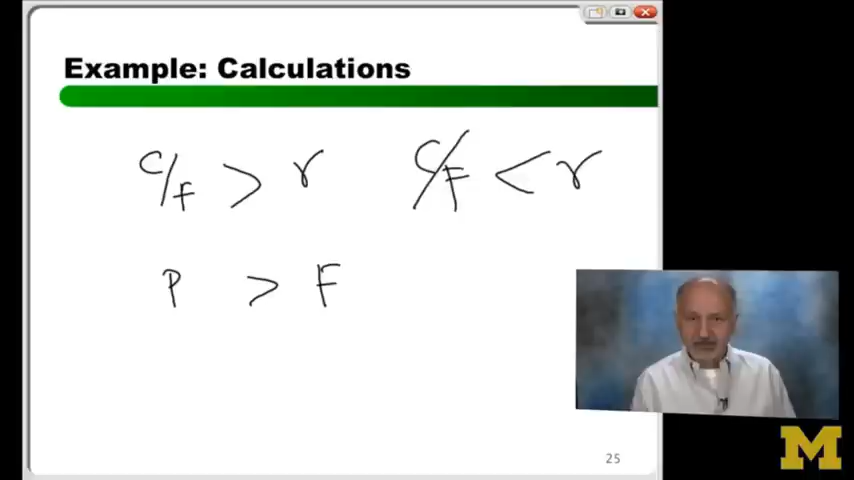 Example: Calculations
C/F > r C/F < r
P > F
25
M